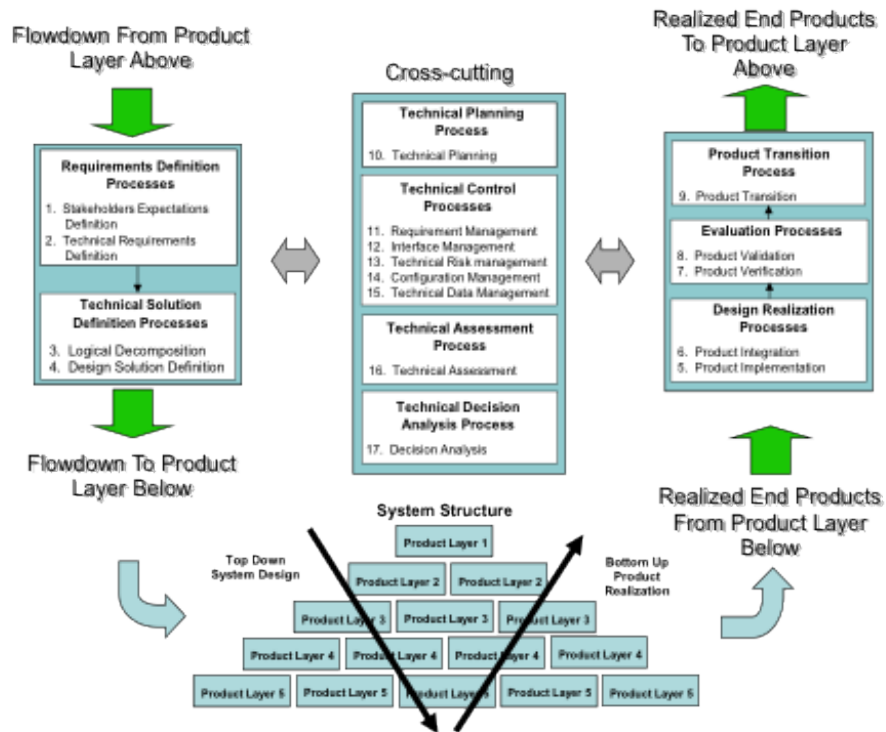 Flowdown From Product
Layer Above
Requirements Definition
Processes
1. Stakeholders Expectations
Definition
2. Technical Requirements
Definition
Technical Solution
Definition Processes
3. Logical Decomposition
4. Design Solution Definition
Flowdown To Product
Layer Below
Cross-cutting
Technical Planning
Process
10. Technical Planning
Technical Control
Processes
11. Requirement Management
12. Interface Management
13. Technical Risk management
14. Configuration Management
15. Technical Data Management
Technical Assessment
Process
16. Technical Assessment
Technical Decision
Analysis Process
17. Decision Analysis
Realized End Products
To Product Layer
Above
Product Transition
Process
9. Product Transition
Evaluation Processes
8. Product Validation
7. Product Verification
Design Realization
Processes
6. Product Integration
5. Product Implementation
Realized End Products
From Product Layer
Below
System Structure
Top Down
System Design
Bottom Up
Product
Realization
Product Layer 1
Product Layer 2 Product Layer 2
Product Layer 3 Product Layer 3 Product Layer 3
Product Layer 4 Product Layer 4 Product Layer 4 Product Layer 4
Product Layer 5 Product Layer 5 Product Layer 5 Product Layer 5 Product Layer 5